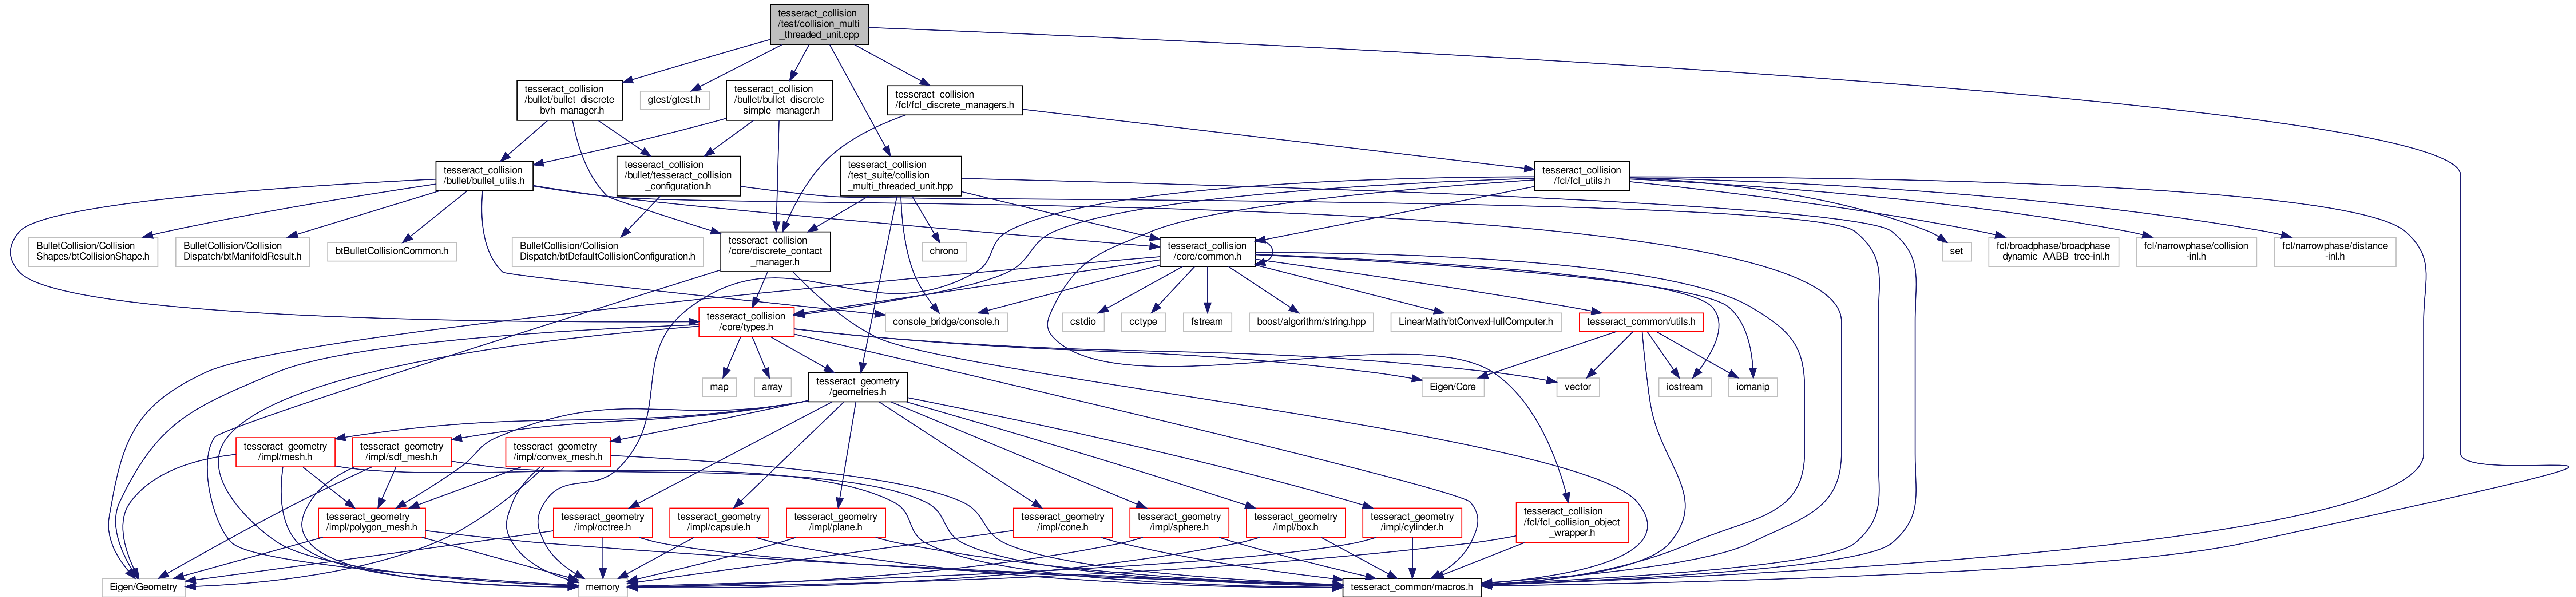 tesseract_collision
/test/collision_multi
_threaded_unit.cpp
tesseract_collision
/bullet/bullet_discrete
_bvh_manager.h
gtest/gtest.h
tesseract_collision
/bullet/bullet_discrete
_simple_manager.h
tesseract_collision
/fcl/fcl_discrete_managers.h
tesseract_collision
/bullet/bullet_utils.h
tesseract_collision
/bullet/tesseract_collision
_configuration.h
tesseract_collision
/test_suite/collision
_multi_threaded_unit.hpp
tesseract_collision
/fcl/fcl_utils.h
BulletCollision/Collision
Shapes/btCollisionShape.h
BulletCollision/Collision
Dispatch/btManifoldResult.h
btBulletCollisionCommon.h
BulletCollision/Collision
Dispatch/btDefaultCollisionConfiguration.h
tesseract_collision
/core/discrete_contact
_manager.h
chrono
tesseract_collision
/core/common.h
set
fcl/broadphase/broadphase
_dynamic_AABB_tree-inl.h
fcl/narrowphase/collision
-inl.h
fcl/narrowphase/distance
-inl.h
tesseract_collision
/core/types.h
console_bridge/console.h
cstdio
cctype
fstream
boost/algorithm/string.hpp
LinearMath/btConvexHullComputer.h
tesseract_common/utils.h
map
array
tesseract_geometry
/geometries.h
Eigen/Core
vector
iostream
iomanip
tesseract_geometry
/impl/mesh.h
tesseract_geometry
/impl/sdf_mesh.h
tesseract_geometry
/impl/convex_mesh.h
tesseract_geometry
/impl/polygon_mesh.h
tesseract_geometry
/impl/octree.h
tesseract_geometry
/impl/capsule.h
tesseract_geometry
/impl/plane.h
tesseract_geometry
/impl/cone.h
tesseract_geometry
/impl/sphere.h
tesseract_geometry
/impl/box.h
tesseract_geometry
/impl/cylinder.h
tesseract_collision
/fcl/fcl_collision_object
_wrapper.h
Eigen/Geometry
memory
tesseract_common/macros.h